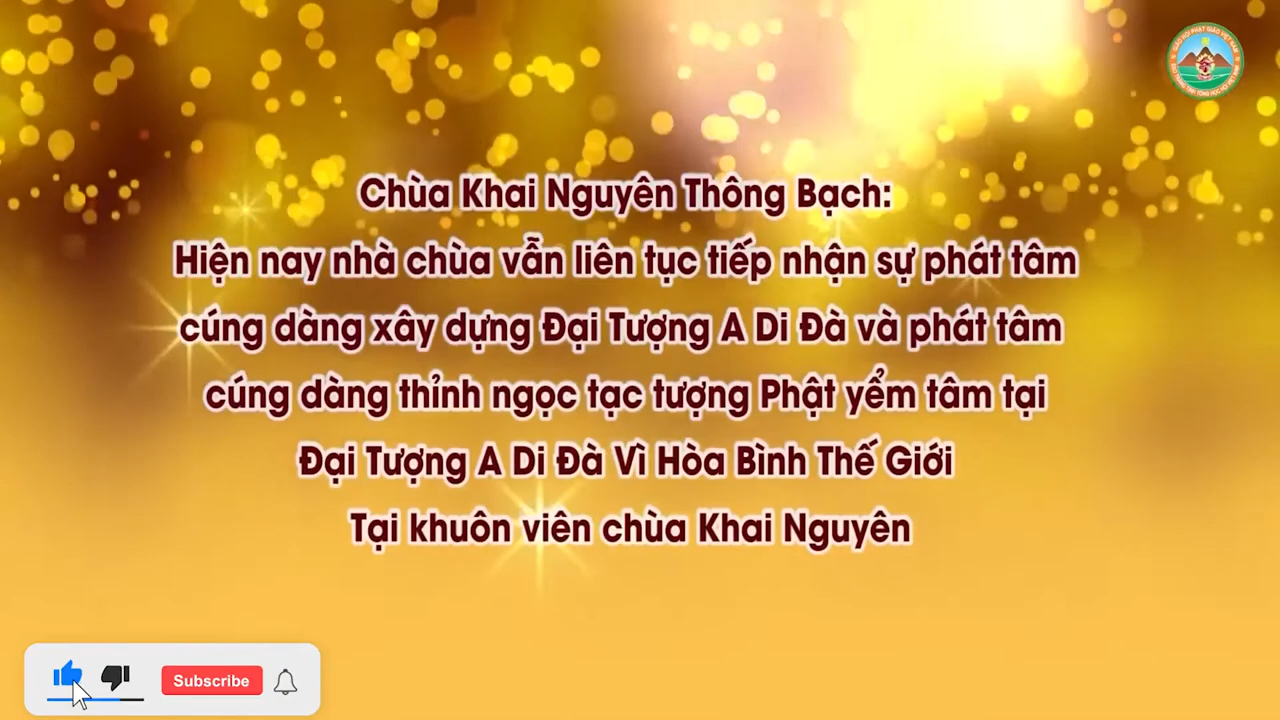 Chùa Khai Nguyên Thông Bạch:
Hiện nay nhà chùa vẫn liên tục tiếp nhận sự phát tâm
cúng dàng xây dựng Đại Tượng A Di Đà và phát tâm
cúng dàng thỉnh ngọc tạc tượng Phật yểm tâm tại
Đại Tượng A Di Đà Vì Hòa Bình Thế Giới
Tại khuôn viên chùa Khai Nguyên
Subscribe